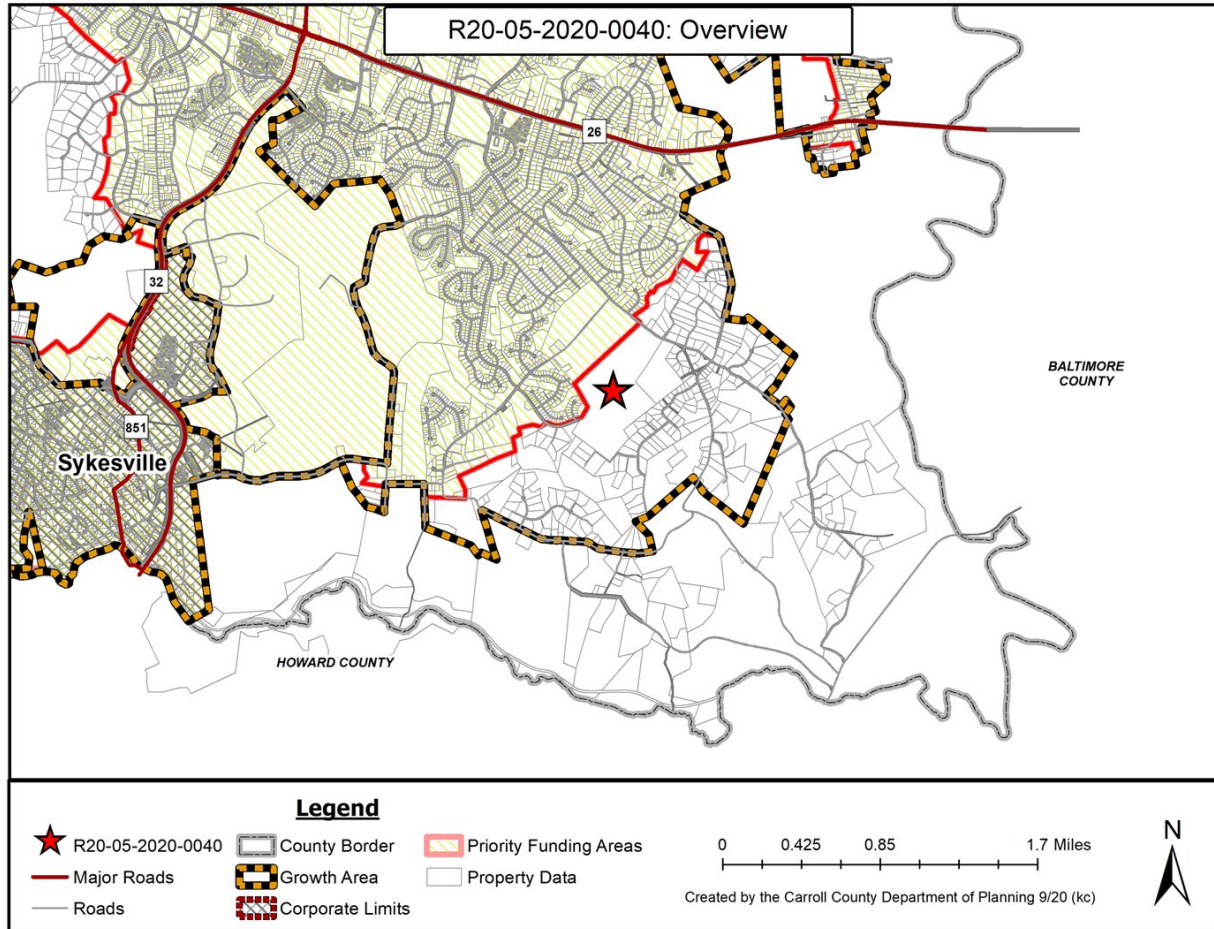 R20-05-2020-0040: Overview
26
32
BALTIMORE
COUNTY
851
Sykesville
HOWARD COUNTY
Legend
R20-05-2020-0040
County Border
Priority Funding Areas
Major Roads
Growth Area
Property Data
Roads
Corporate Limits
0 0.425 0.85 1.7 Miles
Created by the Carroll County Department of Planning 9/20 (kc)
N